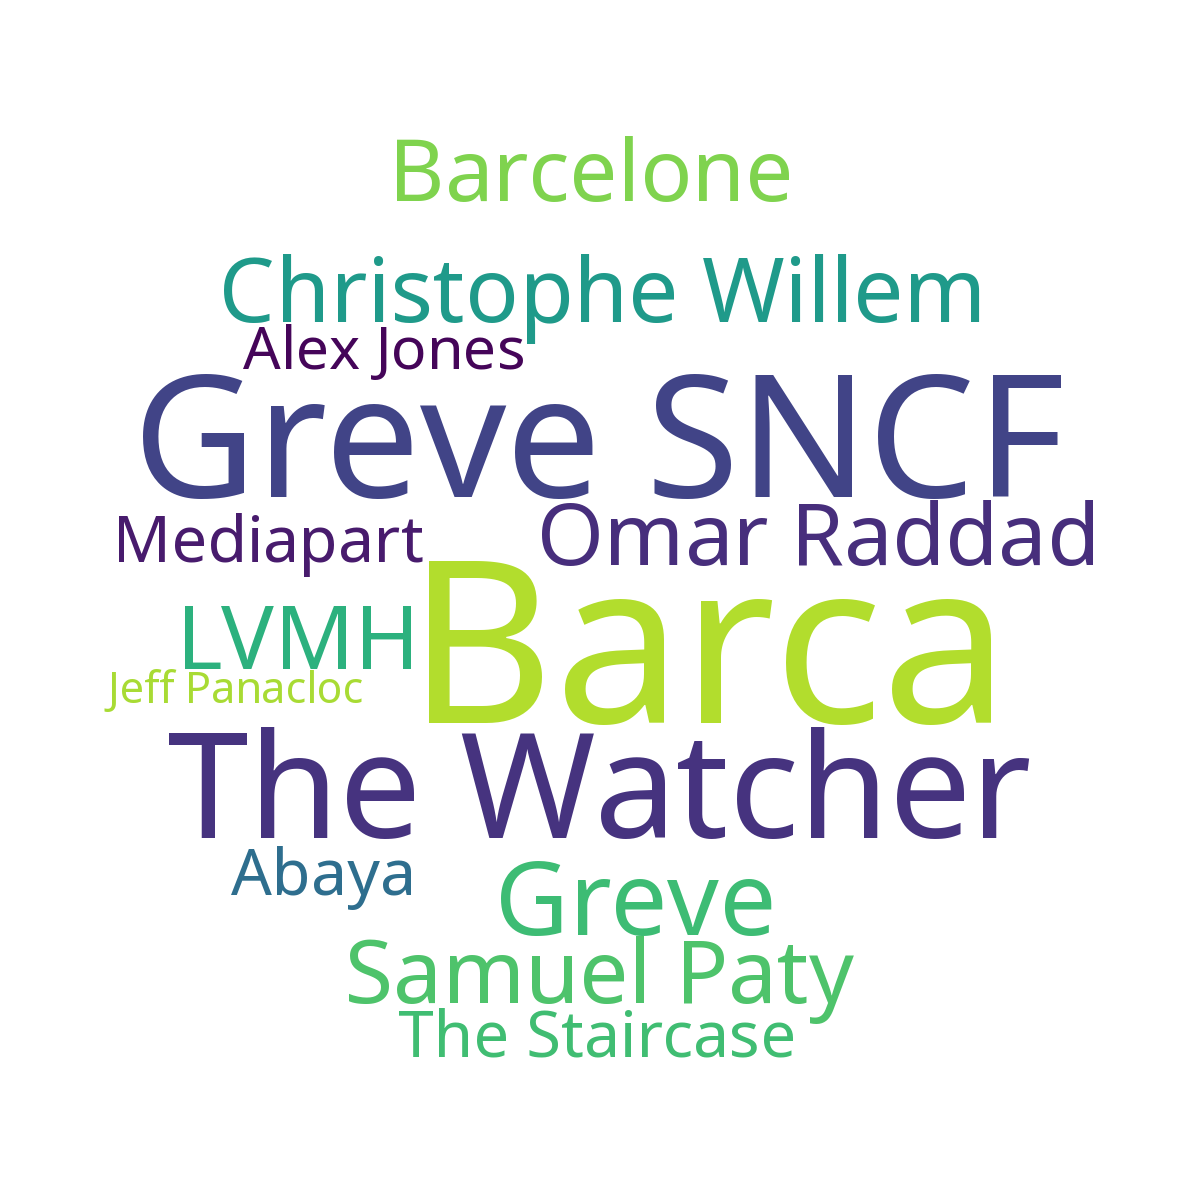 Barcelone
Christophe Willem
Alex Jones
Greve SNCF
Mediapart
Omar Raddad
Barca
LVMH
Jeff Panacloc
The Watcher
Abaya
Greve
Samuel Paty
The Staircase